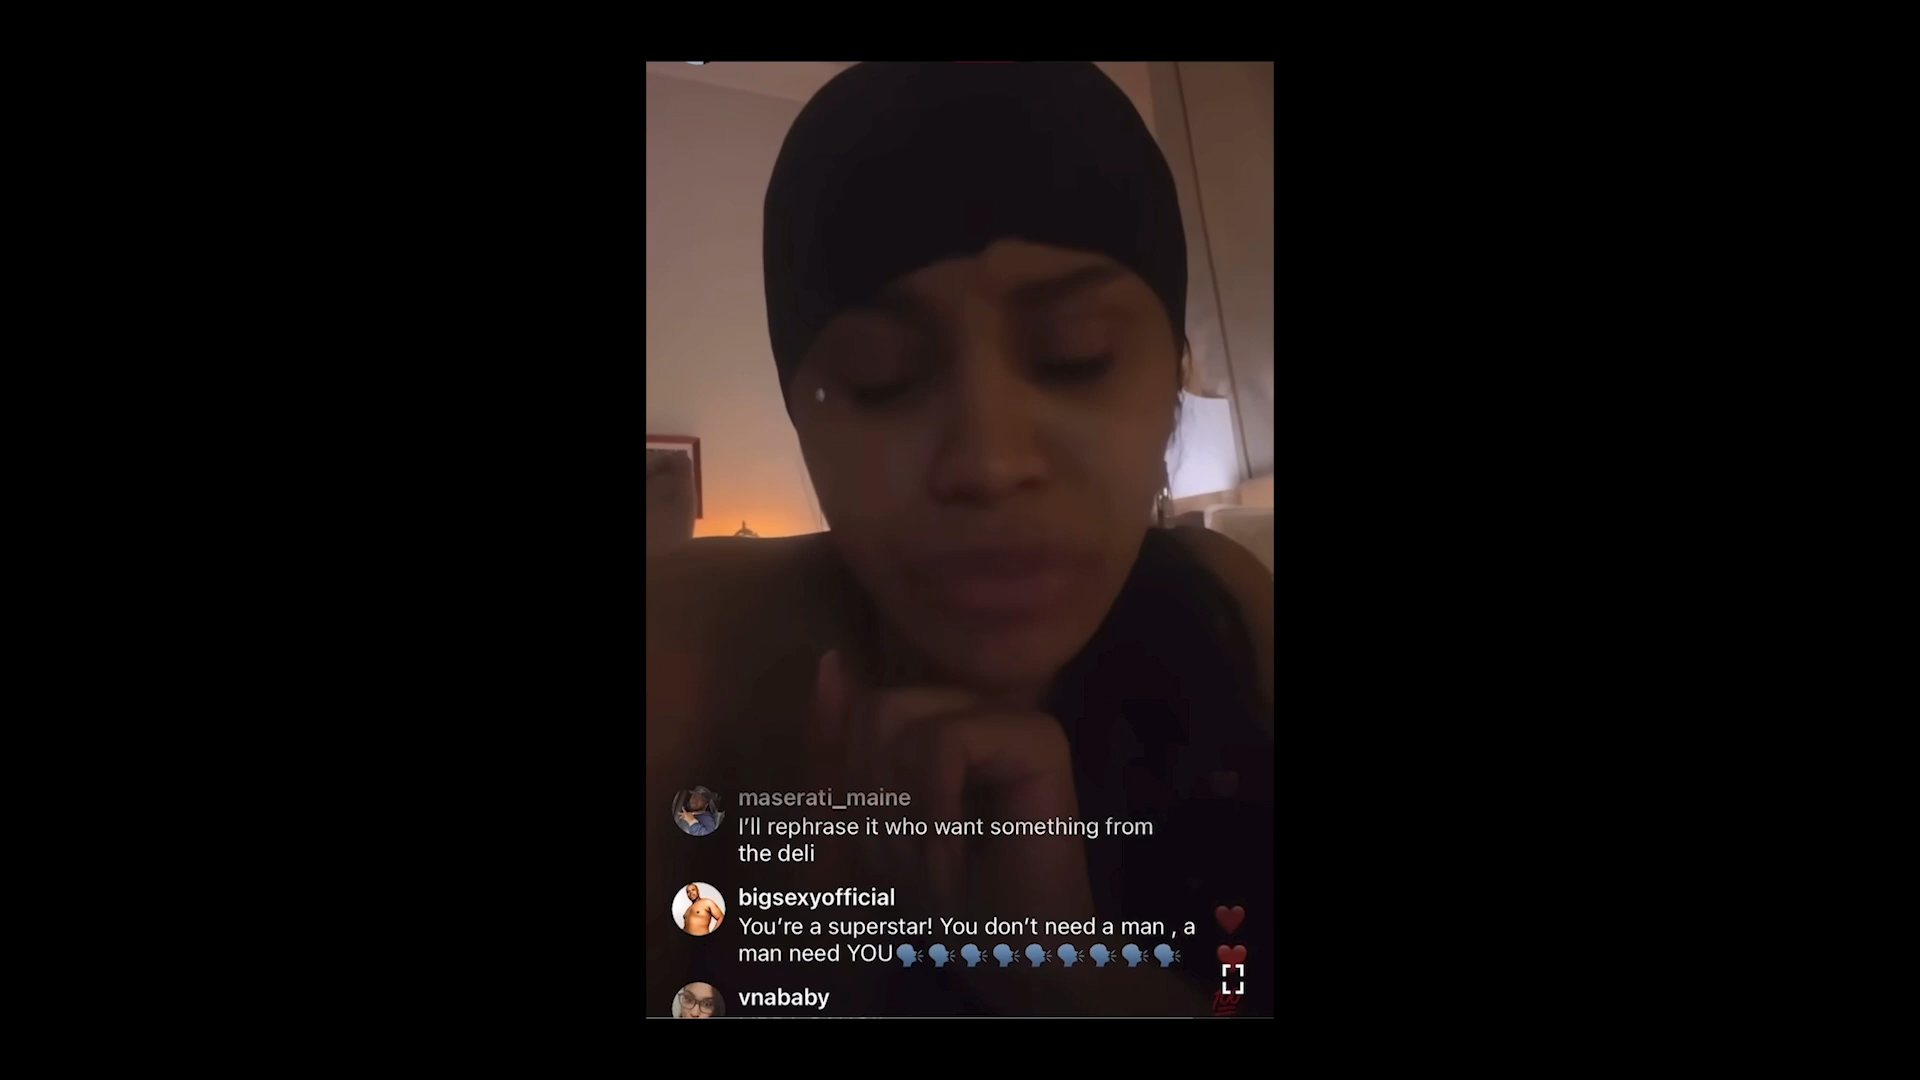 maserati_maine
I’ll rephrase it who want something from
the deli
bigsexyofficial
You’re a superstar! You don’t need a man , a
man need YOU🗣️🗣️🗣️🗣️🗣️🗣️🗣️🗣️🗣️
vnababy